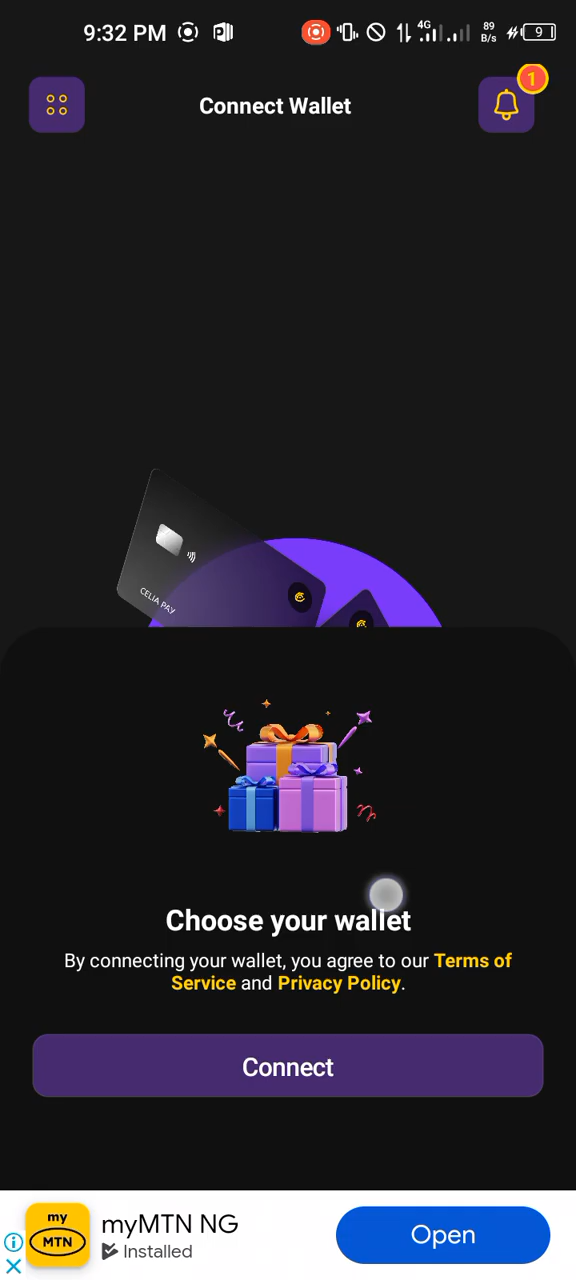 9:32 PM 4G 89 B/s 9
1
Connect Wallet
CELIA PAY
Choose your wallet
By connecting your wallet, you agree to our Terms of
Service and Privacy Policy.
Connect
my
MTN
myMTN NG
Installed
Open